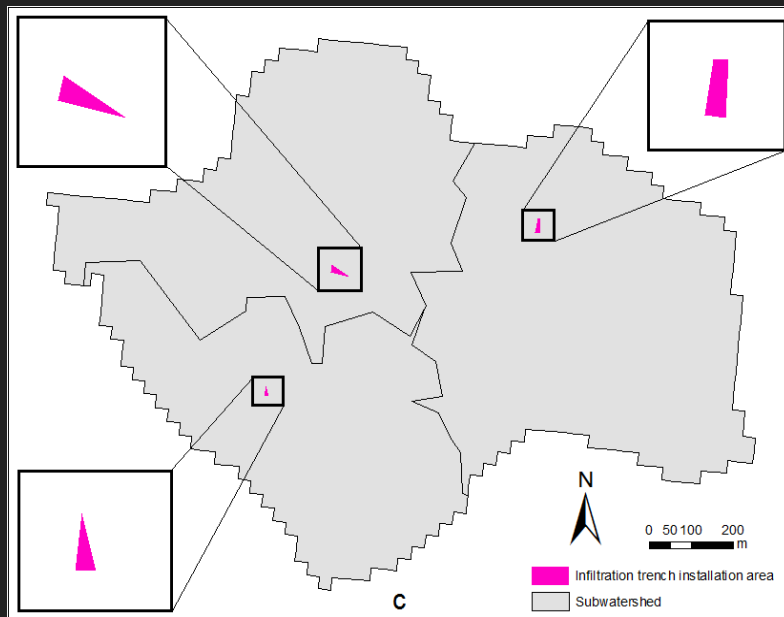 N
0 50 100 200
m
Infiltration trench installation area
Subwatershed
C